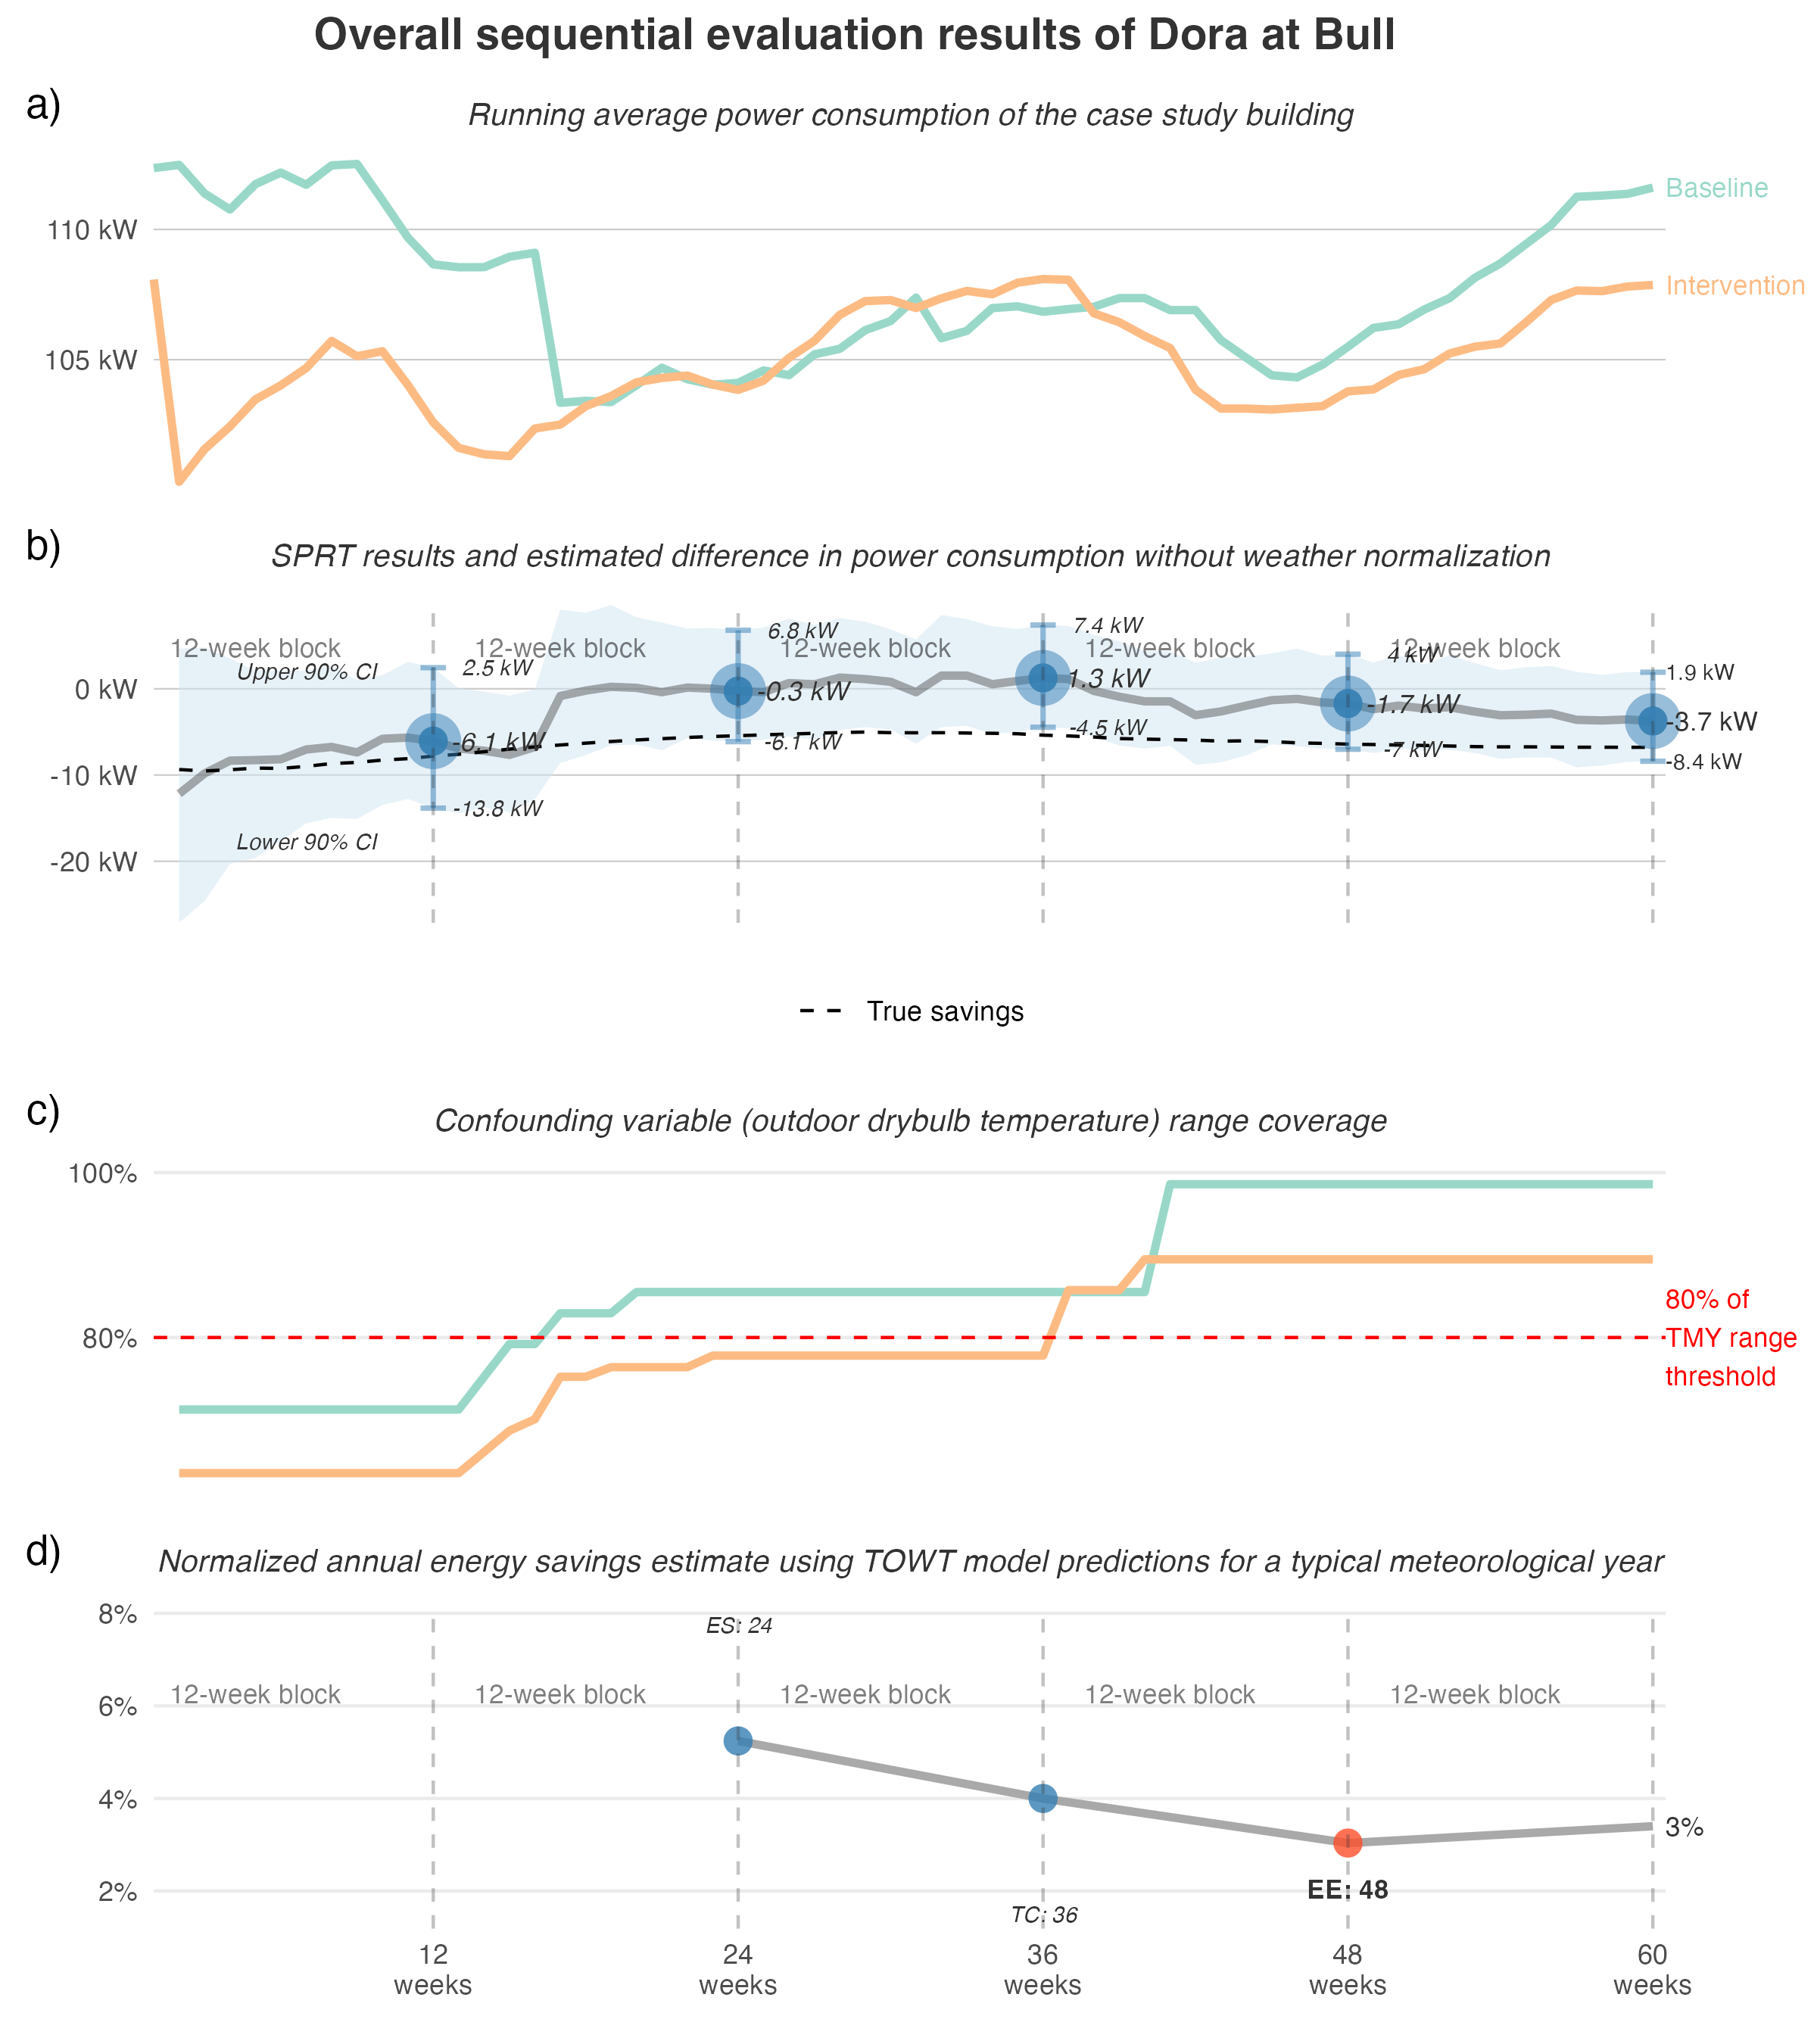 Overall sequential evaluation results of Dora at Bull
a)
Running average power consumption of the case study building
Baseline
110 kW
Intervention
105 kW
b)
SPRT results and estimated difference in power consumption without weather normalization
12-week block
12-week block
12-week block
12-week block
12-week block
Upper 90% CI
2.5 kW
6.8 kW
7.4 kW
4 kW
1.9 kW
0 kW
-6.1 kW
-0.3 kW
1.3 kW
-1.7 kW
-3.7 kW
-10 kW
-13.8 kW
-6.1 kW
-4.5 kW
-7 kW
-8.4 kW
Lower 90% CI
-20 kW
True savings
c)
Confounding variable (outdoor drybulb temperature) range coverage
100%
80%
80% of
TMY range
threshold
d)
Normalized annual energy savings estimate using TOWT model predictions for a typical meteorological year
8%
ES: 24
12-week block
12-week block
12-week block
12-week block
12-week block
6%
4%
3%
2%
EE: 48
TC: 36
12
weeks
24
weeks
36
weeks
48
weeks
60
weeks